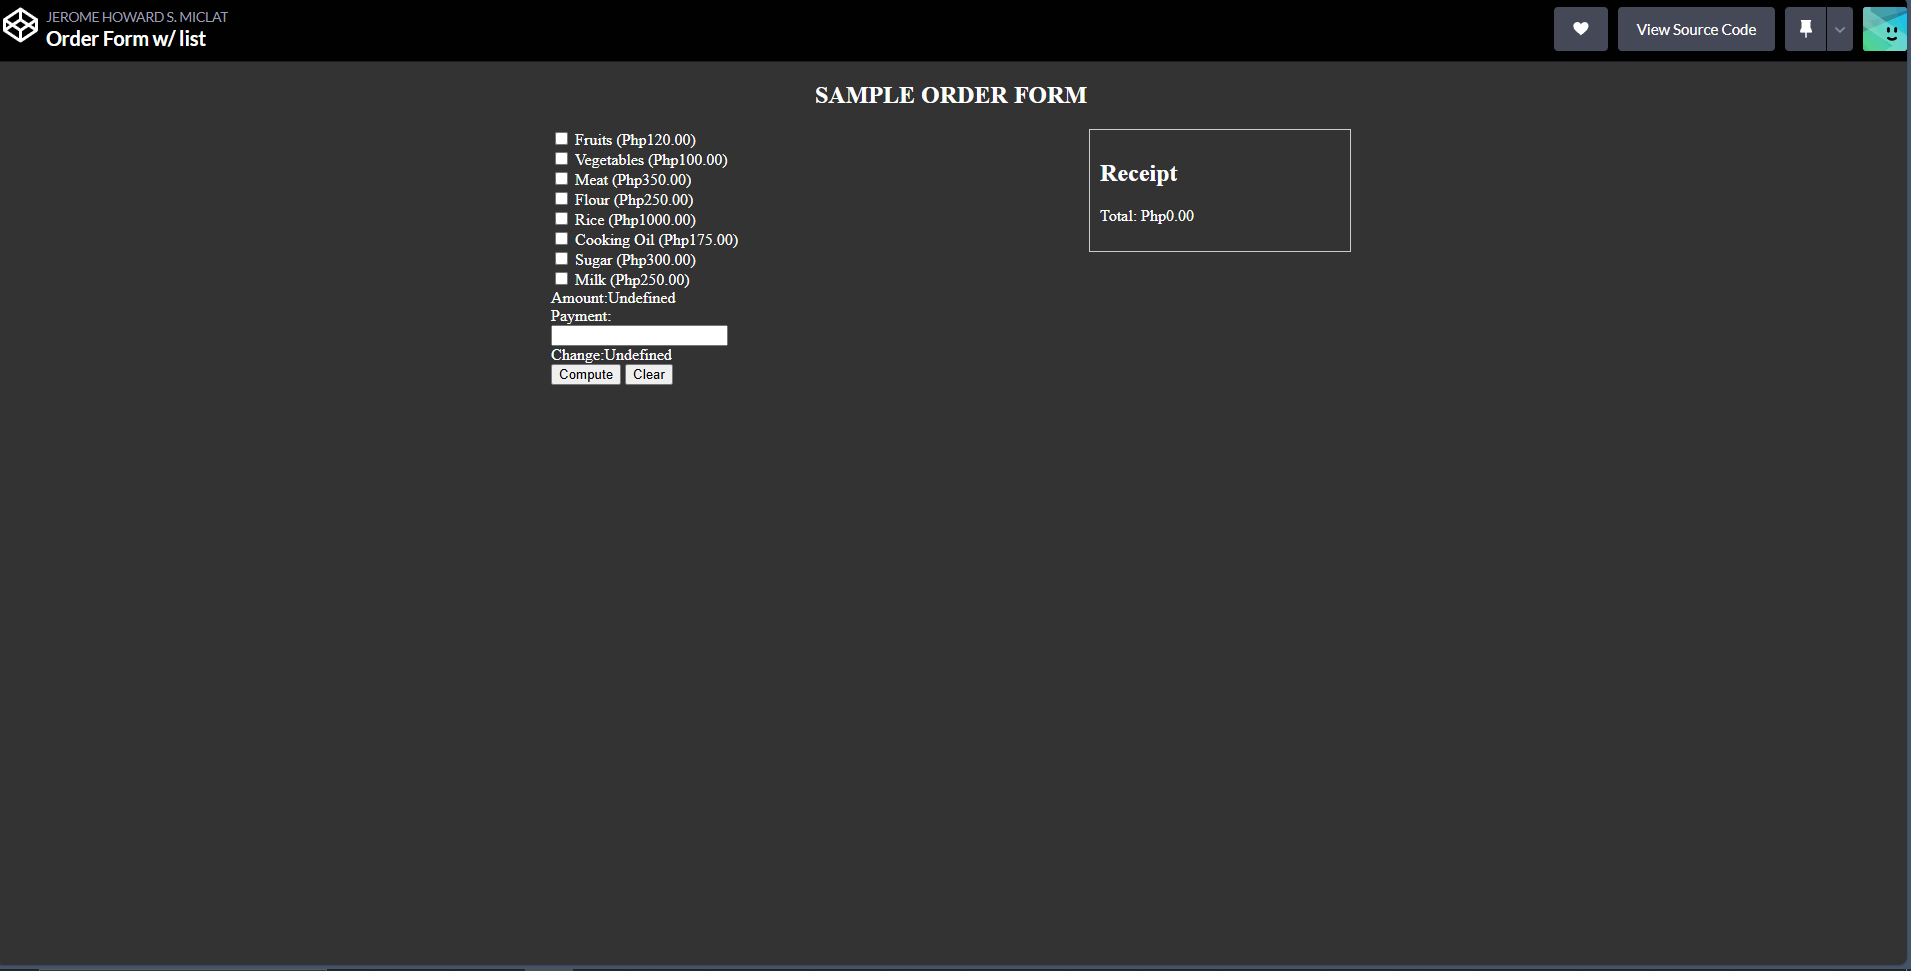 JEROME HOWARD S. MICLAT
Order Form w/ list
View Source Code
SAMPLE ORDER FORM
Fruits (Php120.00)
Vegetables (Php100.00)
Meat (Php350.00)
Flour (Php250.00)
Rice (Php1000.00)
Cooking Oil (Php175.00)
Sugar (Php300.00)
Milk (Php250.00)
Amount:Undefined
Payment:
Change:Undefined
Compute Clear
Receipt
Total: Php0.00